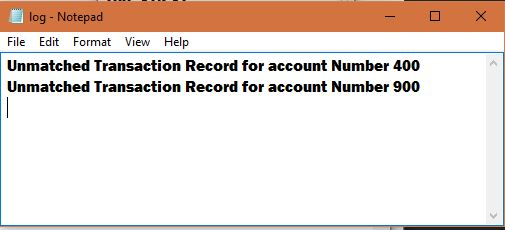 log - Notepad
File Edit Format View Help
Unmatched Transaction Record for account Number 400
Unmatched Transaction Record for account Number 900